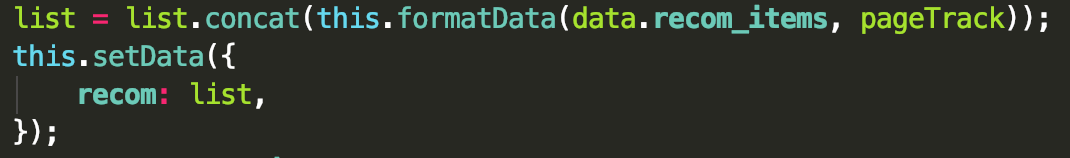 list = list.concat(this.formatData(data.recom_items, pageTrack));
this.setData({
    recom: list,
});